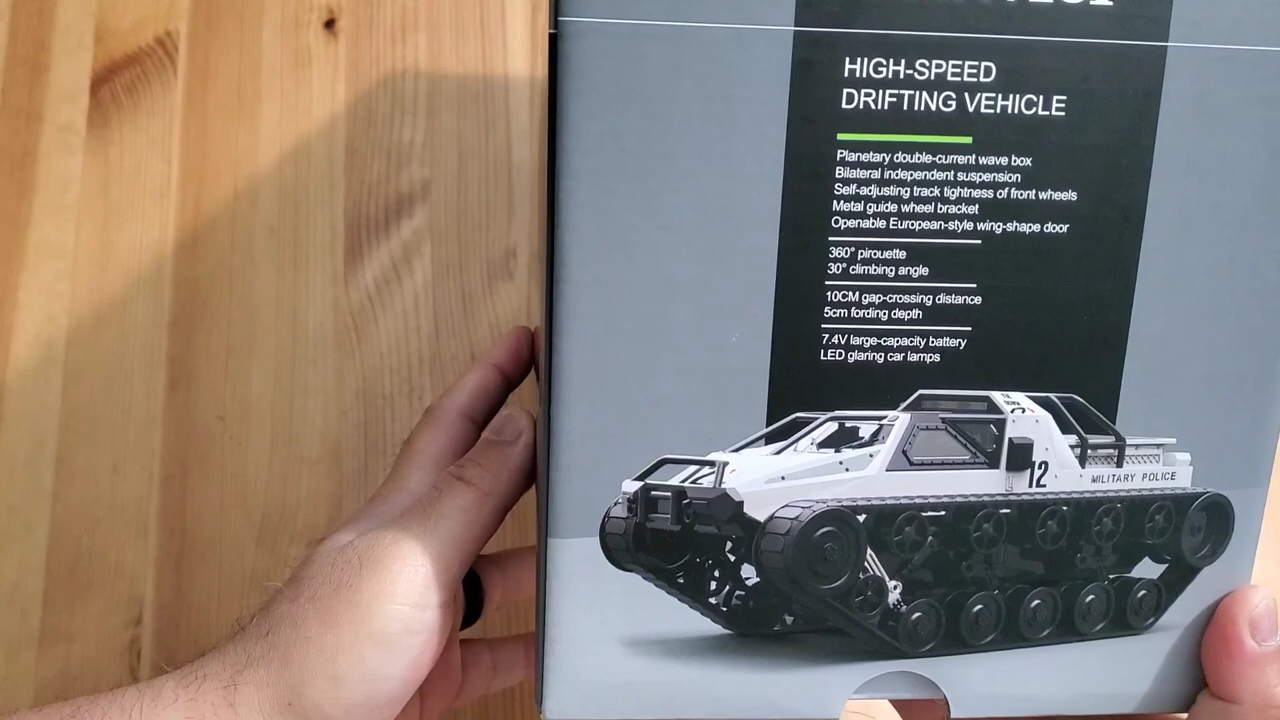 HIGH-SPEED
DRIFTING VEHICLE
Planetary double-current wave box
Bilateral independent suspension
Self-adjusting track tightness of front wheels
Metal guide wheel bracket
Openable European-style wing-shape door
360° pirouette
30° climbing angle
10CM gap-crossing distance
5cm fording depth
7.4V large-capacity battery
LED glaring car lamps
12
MILITARY POLICE